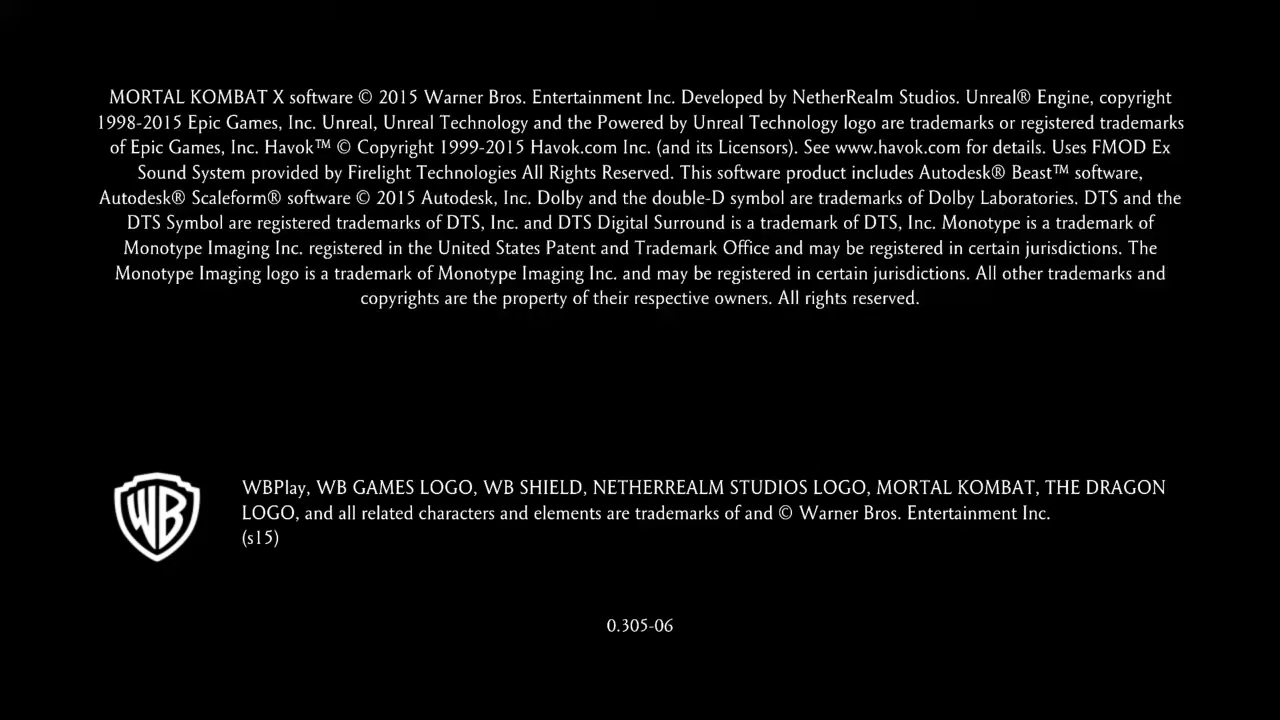 MORTAL KOMBAT X software © 2015 Warner Bros. Entertainment Inc. Developed by NetherRealm Studios. Unreal® Engine, copyright
1998-2015 Epic Games, Inc. Unreal, Unreal Technology and the Powered by Unreal Technology logo are trademarks or registered trademarks
of Epic Games, Inc. Havok™ © Copyright 1999-2015 Havok.com Inc. (and its Licensors). See www.havok.com for details. Uses FMOD Ex
Sound System provided by Firelight Technologies All Rights Reserved. This software product includes Autodesk® Beast™ software,
Autodesk® Scaleform® software © 2015 Autodesk, Inc. Dolby and the double-D symbol are trademarks of Dolby Laboratories. DTS and the
DTS Symbol are registered trademarks of DTS, Inc. and DTS Digital Surround is a trademark of DTS, Inc. Monotype is a trademark of
Monotype Imaging Inc. registered in the United States Patent and Trademark Office and may be registered in certain jurisdictions. The
Monotype Imaging logo is a trademark of Monotype Imaging Inc. and may be registered in certain jurisdictions. All other trademarks and
copyrights are the property of their respective owners. All rights reserved.
WB
WBPlay, WB GAMES LOGO, WB SHIELD, NETHERREALM STUDIOS LOGO, MORTAL KOMBAT, THE DRAGON
LOGO, and all related characters and elements are trademarks of and © Warner Bros. Entertainment Inc.
(s15)
0.305-06